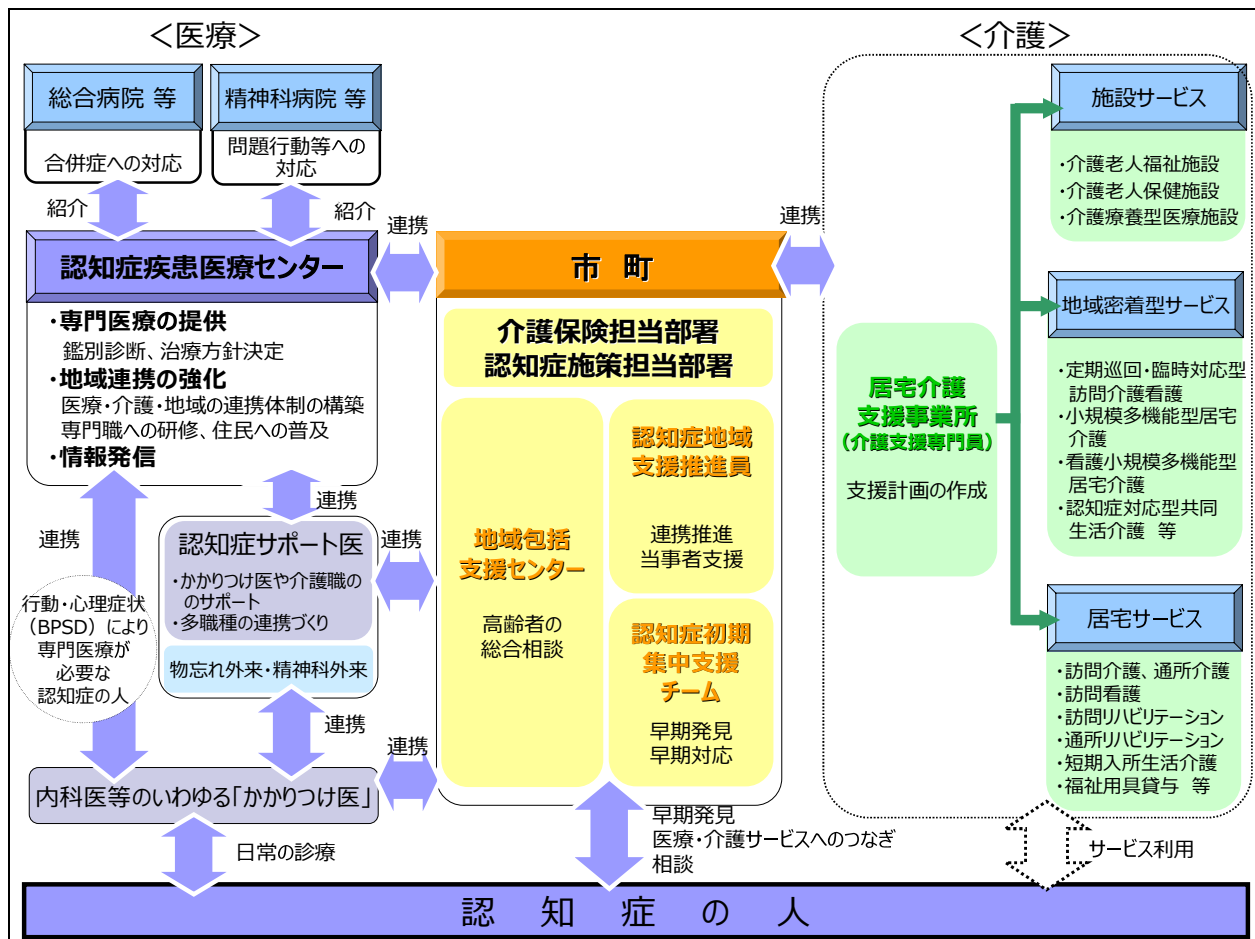 ＜医療＞
総合病院 等
合併症への対応
精神科病院 等
問題行動等への
対応
紹介
紹介
認知症疾患医療センター
・専門医療の提供
鑑別診断、治療方針決定
・地域連携の強化
医療・介護・地域の連携体制の構築
専門職への研修、住民への普及
・情報発信
連携
連携
行動・心理症状
（BPSD）により
専門医療が
必要な
認知症の人
認知症サポート医
・かかりつけ医や介護職の
のサポート
・多職種の連携づくり
物忘れ外来・精神科外来
連携
内科医等のいわゆる「かかりつけ医」
日常の診療
連携
連携
連携
市 町
介護保険担当部署
認知症施策担当部署
地域包括
支援センター
高齢者の
総合相談
認知症地域
支援推進員
連携推進
当事者支援
認知症初期
集中支援
チーム
早期発見
早期対応
早期発見
医療・介護サービスへのつなぎ
相談
連携
＜介護＞
居宅介護
支援事業所
（介護支援専門員）
支援計画の作成
施設サービス
・介護老人福祉施設
・介護老人保健施設
・介護療養型医療施設
地域密着型サービス
・定期巡回・臨時対応型
訪問介護看護
・小規模多機能型居宅
介護
・看護小規模多機能型
居宅介護
・認知症対応型共同
生活介護 等
居宅サービス
・訪問介護、通所介護
・訪問看護
・訪問リハビリテーション
・通所リハビリテーション
・短期入所生活介護
・福祉用具貸与 等
サービス利用
認 知 症 の 人